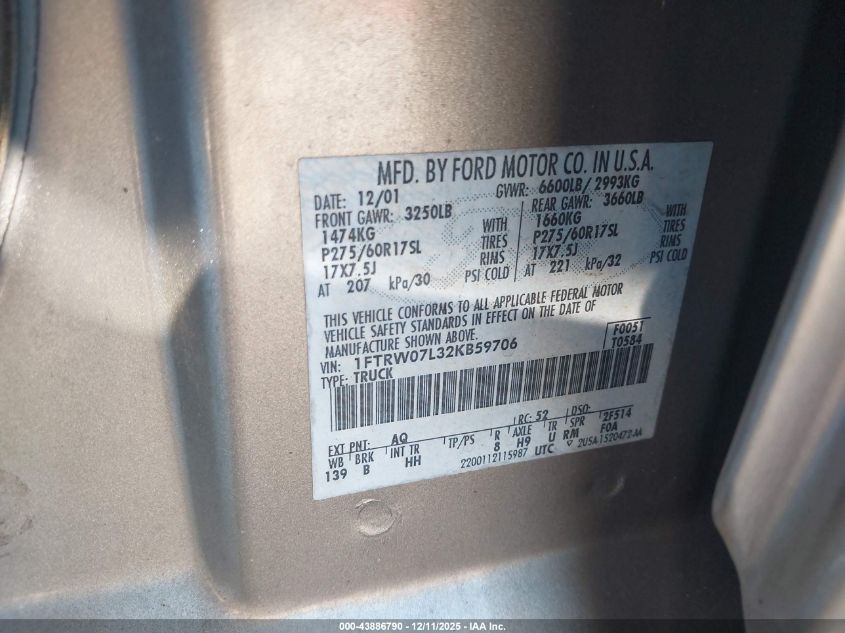 MFD. BY FORD MOTOR CO. IN U.S.A.
DATE: 12/01 GVWR: 6600LB/ 2993KG
FRONT GAWR: 3250LB REAR GAWR: 3660LB
1474KG WITH 1660KG WITH
P275/60R17SL TIRES P275/60R17SL TIRES
17X7.5J RIMS 17X7.5J RIMS
AT 207 kPa/30 PSI COLD AT 221 kPa/32 PSI COLD
THIS VEHICLE CONFORMS TO ALL APPLICABLE FEDERAL MOTOR
VEHICLE SAFETY STANDARDS IN EFFECT ON THE DATE OF
MANUFACTURE SHOWN ABOVE.
F0051
VIN: 1FTRW07L32KB59706 T0584
TYPE: TRUCK
EXT PNT: AQ RC: 52 DSO:
WB BRK INT TR TP/PS R AXLE TR SPR 2F514
139 B HH 8 H9 U RM F0A
2200112115987 UTC 2U5A-1520472-AA
000-43886790 - 12/11/2025 - IAA Inc.